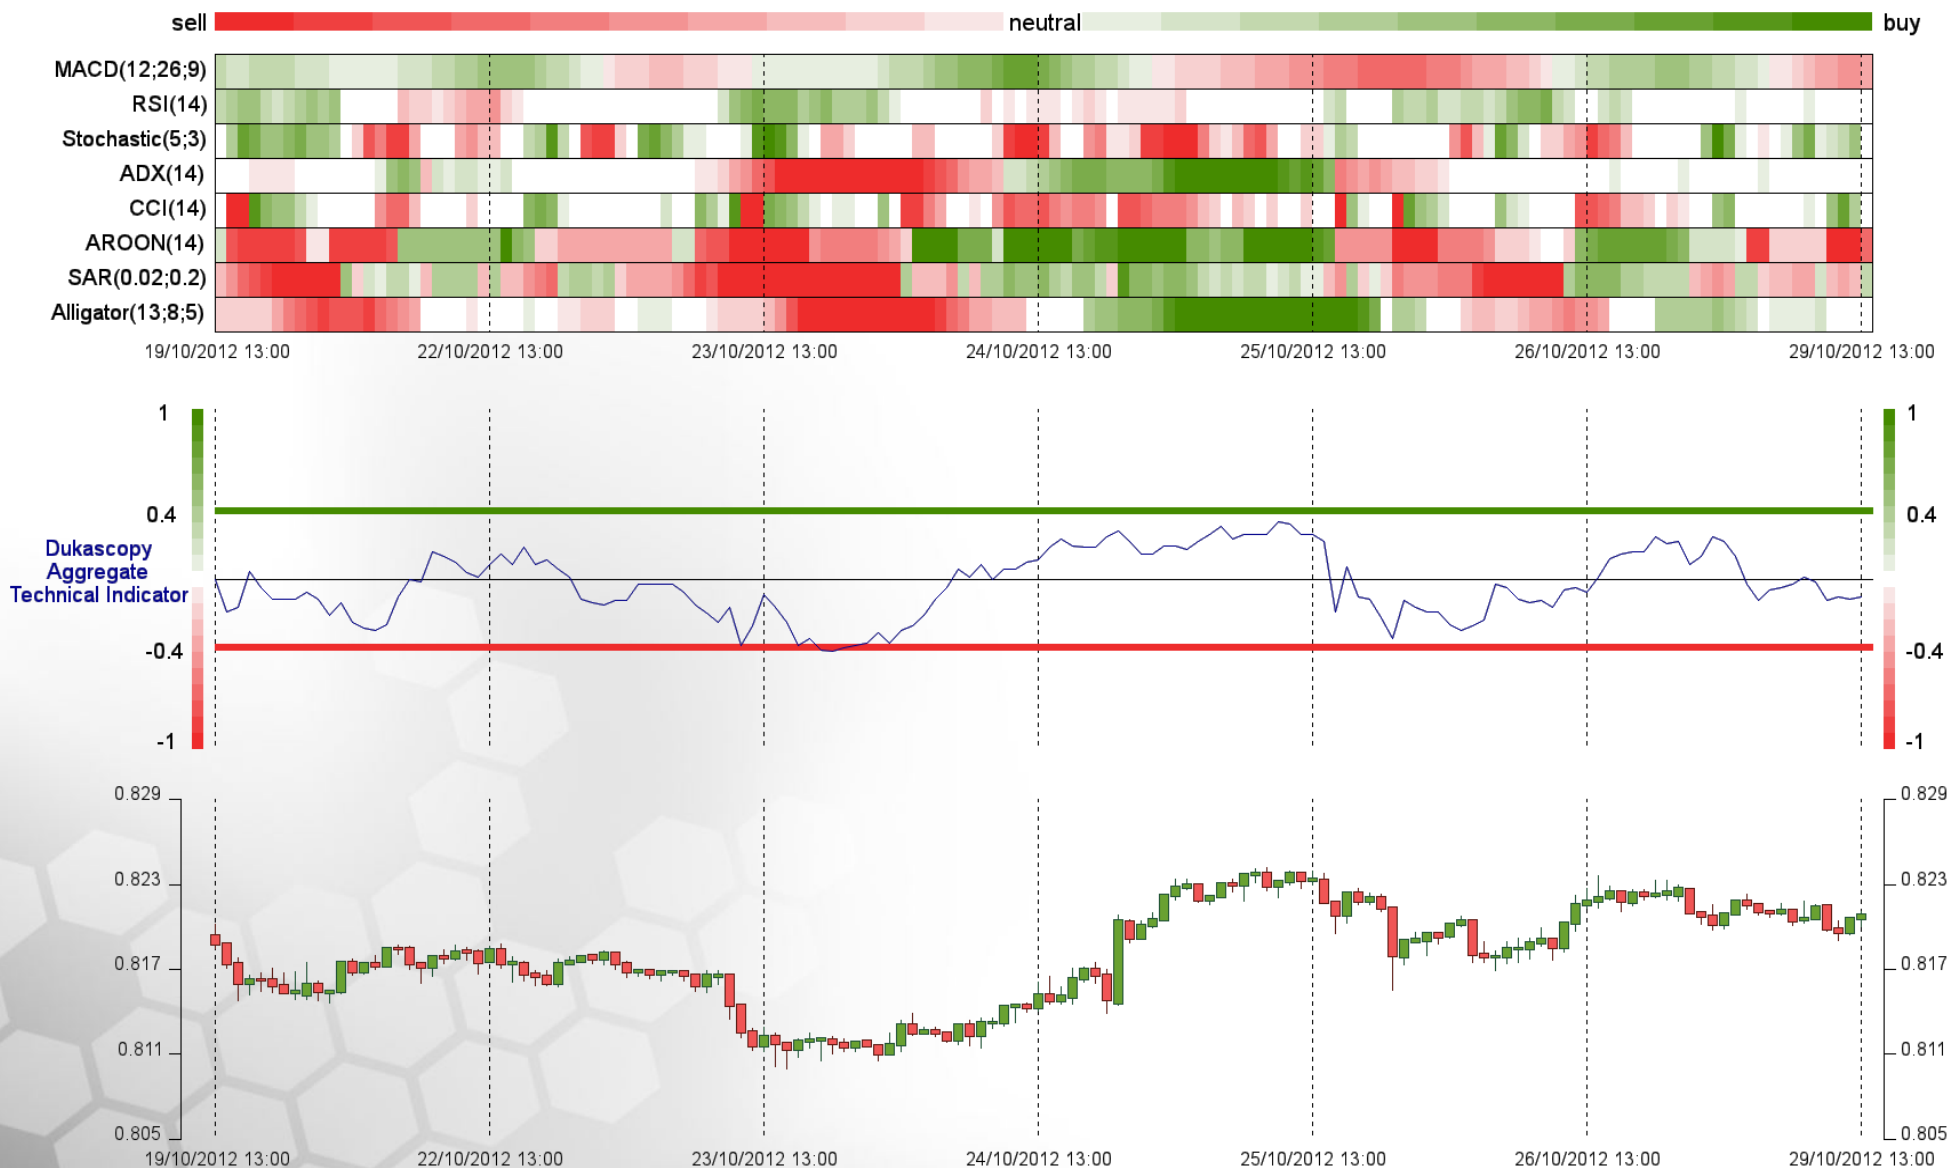 sell neutral buy
MACD(12;26;9)
RSI(14)
Stochastic(5;3)
ADX(14)
CCI(14)
AROON(14)
SAR(0.02;0.2)
Alligator(13;8;5)
19/10/2012 13:00 22/10/2012 13:00 23/10/2012 13:00 24/10/2012 13:00 25/10/2012 13:00 26/10/2012 13:00 29/10/2012 13:00
1 1
0.4 0.4
Dukascopy
Aggregate
Technical Indicator
-0.4 -0.4
-1 -1
0.829 0.829
0.823 0.823
0.817 0.817
0.811 0.811
0.805 0.805
19/10/2012 13:00 22/10/2012 13:00 23/10/2012 13:00 24/10/2012 13:00 25/10/2012 13:00 26/10/2012 13:00 29/10/2012 13:00